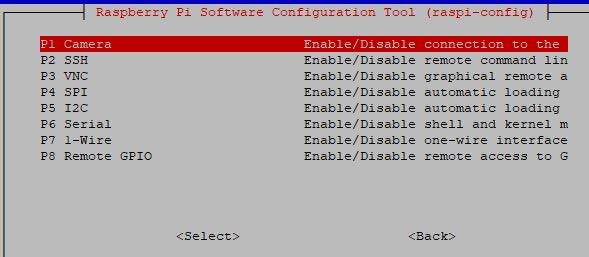 Raspberry Pi Software Configuration Tool (raspi-config)
P1 Camera Enable/Disable connection to the
P2 SSH Enable/Disable remote command lin
P3 VNC Enable/Disable graphical remote a
P4 SPI Enable/Disable automatic loading
P5 I2C Enable/Disable automatic loading
P6 Serial Enable/Disable shell and kernel m
P7 1-Wire Enable/Disable one-wire interface
P8 Remote GPIO Enable/Disable remote access to G
<Select> <Back>